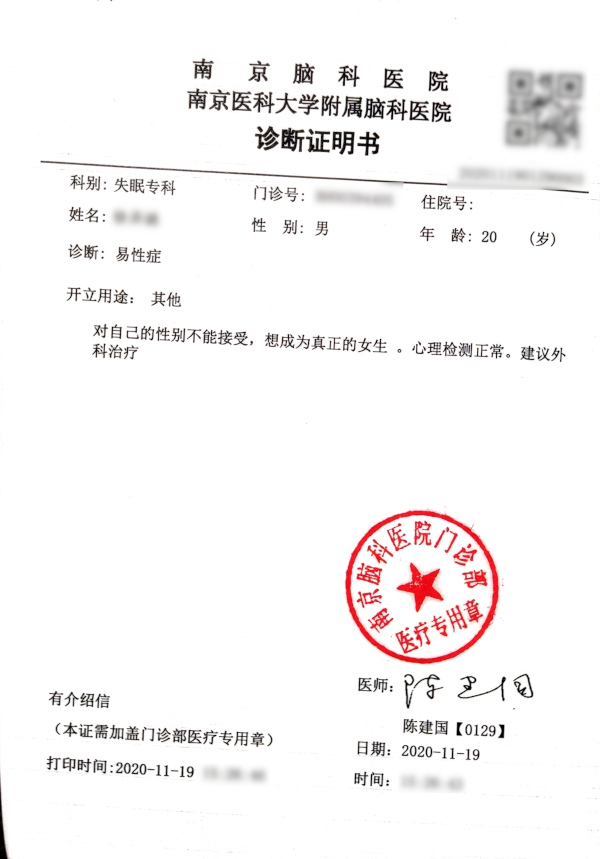 南京脑科医院
南京医科大学附属脑科医院
诊断证明书
科别: 失眠专科 门诊号: 住院号:
姓名: 性 别: 男 年 龄: 20 (岁)
诊断: 易性症
开立用途: 其他
对自己的性别不能接受，想成为真正的女生 。心理检测正常。建议外
科治疗
南京脑科医院门诊部
医疗专用章
医师: 陈建国
有介绍信
陈建国【0129】
（本证需加盖门诊部医疗专用章）
日期: 2020-11-19
打印时间:2020-11-19
时间: